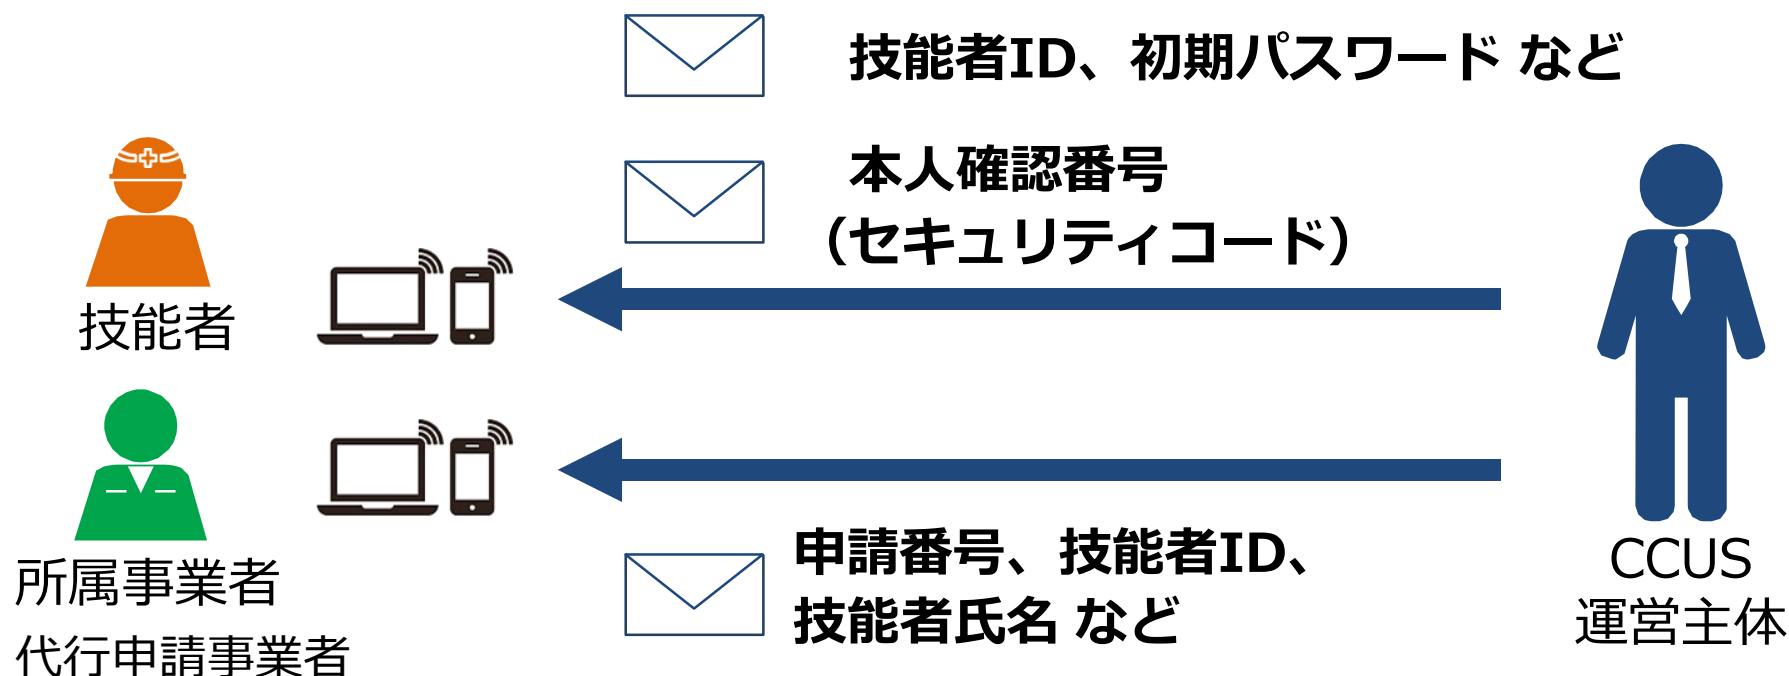 技能者ID、初期パスワード など
本人確認番号
（セキュリティコード）
技能者
申請番号、技能者ID、
技能者氏名 など
所属事業者
代行申請事業者
CCUS
運営主体